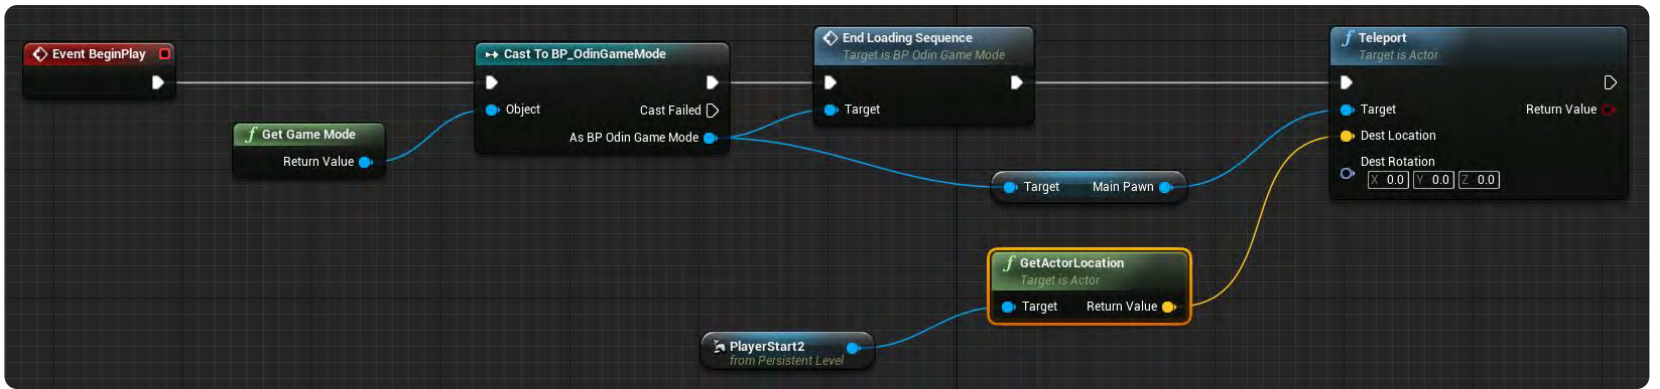 Event BeginPlay
f Get Game Mode
Return Value
Cast To BP_OdinGameMode
Object
Cast Failed
As BP Odin Game Mode
End Loading Sequence
Target is BP Odin Game Mode
Target
Target Main Pawn
f GetActorLocation
Target is Actor
Target Return Value
PlayerStart2
from Persistent Level
f Teleport
Target is Actor
Target Return Value
Dest Location
Dest Rotation
X 0.0 Y 0.0 Z 0.0